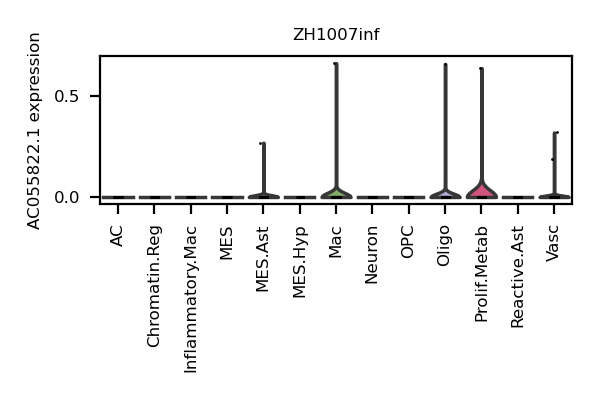 ZH1007inf
AC055822.1 expression
0.5
0.0
AC
Chromatin.Reg
Inflammatory.Mac
MES
MES.Ast
MES.Hyp
Mac
Neuron
OPC
Oligo
Prolif.Metab
Reactive.Ast
Vasc